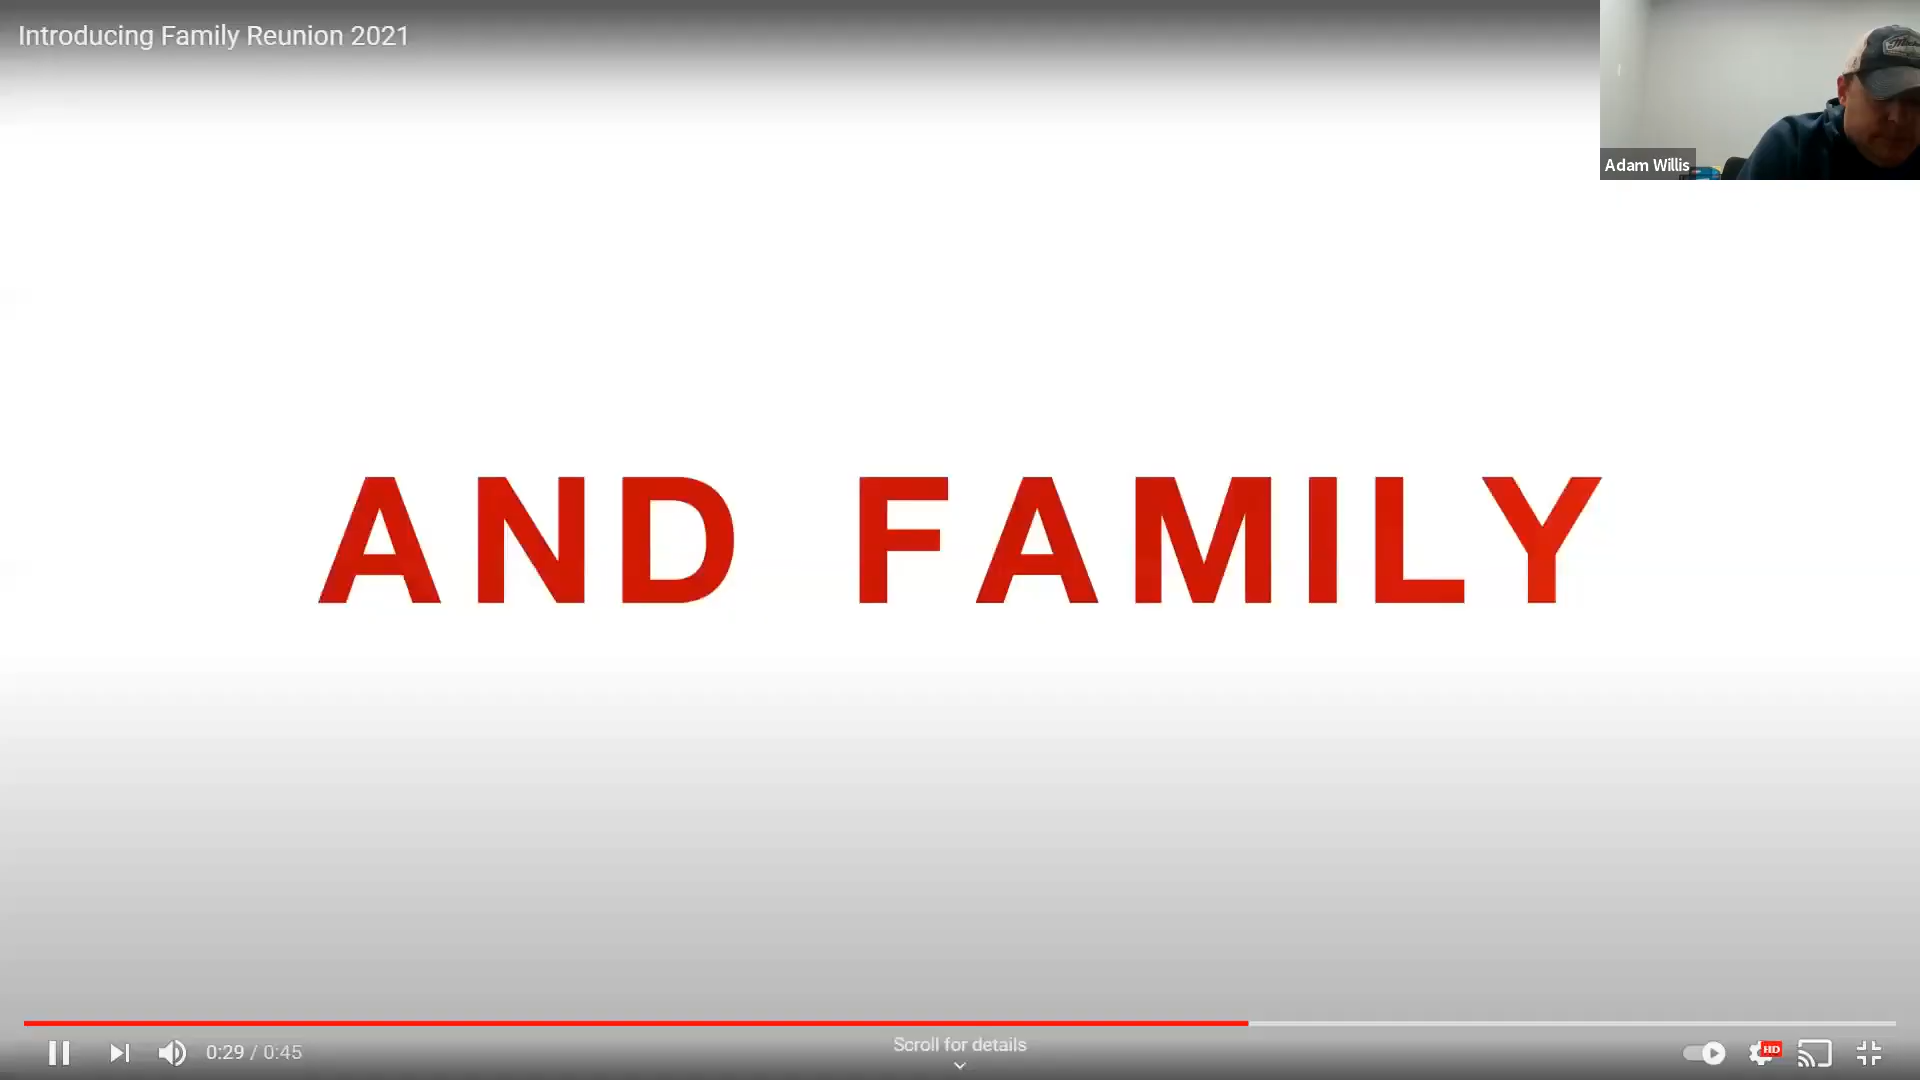 Introducing Family Reunion 2021
Adam Willis
AND FAMILY
Scroll for details
0:29 / 0:45
HD